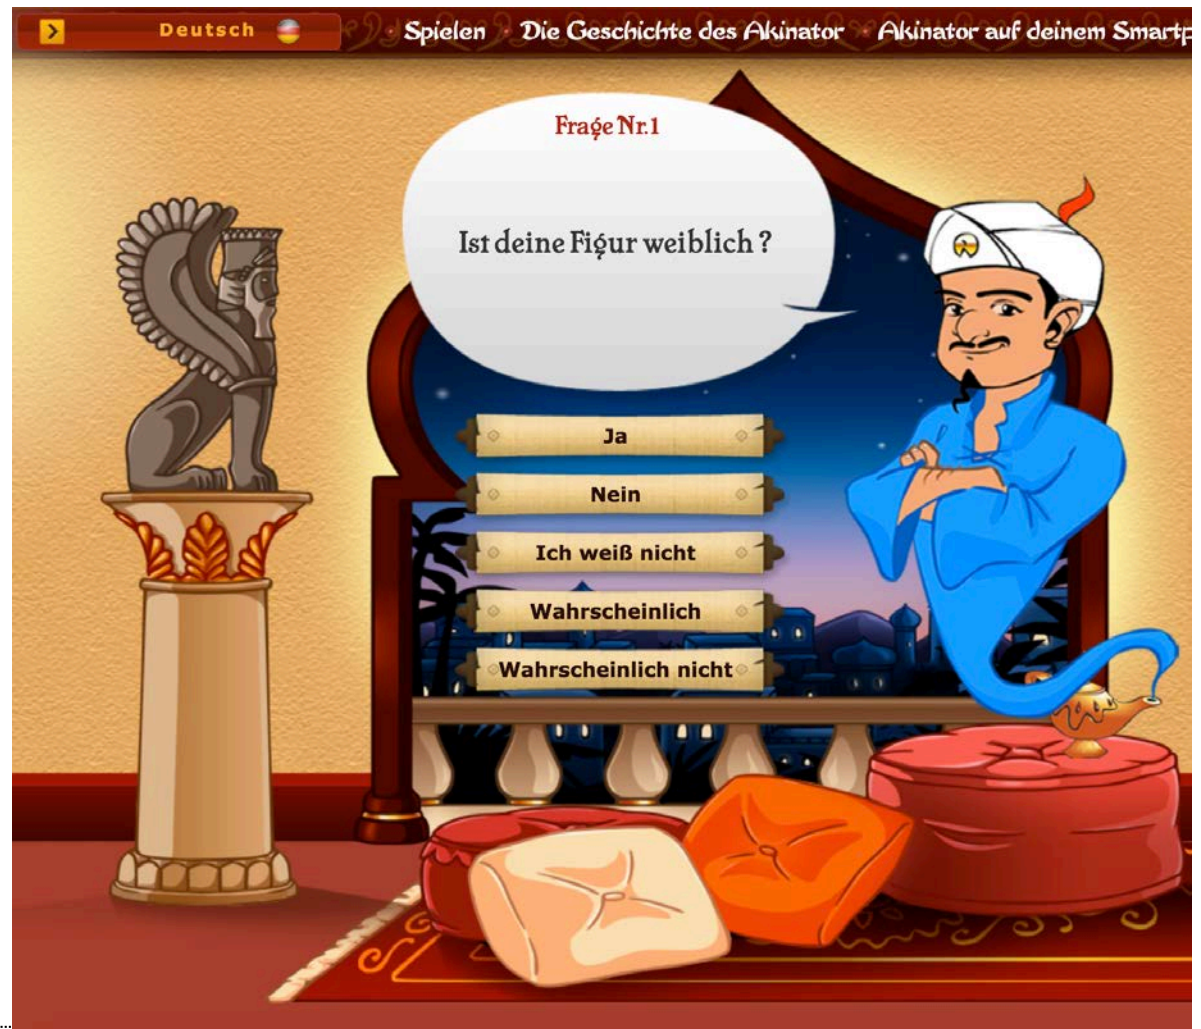 Deutsch
Spielen • Die Geschichte des Akinator • Akinator auf deinem Smartp
Frage Nr.1
Ist deine Figur weiblich ?
Ja
Nein
Ich weiß nicht
Wahrscheinlich
Wahrscheinlich nicht
...